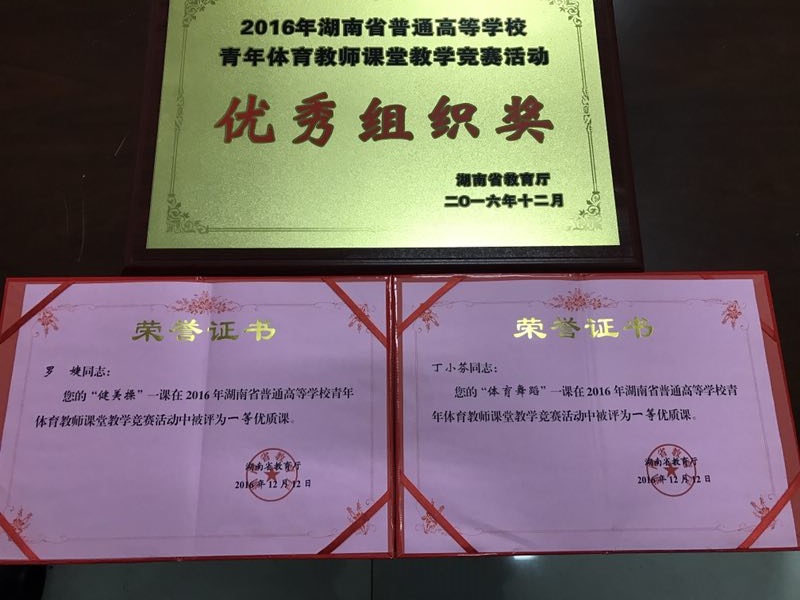 2016年湖南省普通高等学校
青年体育教师课堂教学竞赛活动
优秀组织奖
湖南省教育厅
二〇一六年十二月
荣誉证书
罗 婕同志：
您的“健美操”一课在2016年湖南省普通高等学校青年
体育教师课堂教学竞赛活动中被评为一等优质课。
湖南省教育厅
2016年12月12日
荣誉证书
丁小芬同志：
您的“体育舞蹈”一课在2016年湖南省普通高等学校青
年体育教师课堂教学竞赛活动中被评为一等优质课。
湖南省教育厅
2016年12月12日